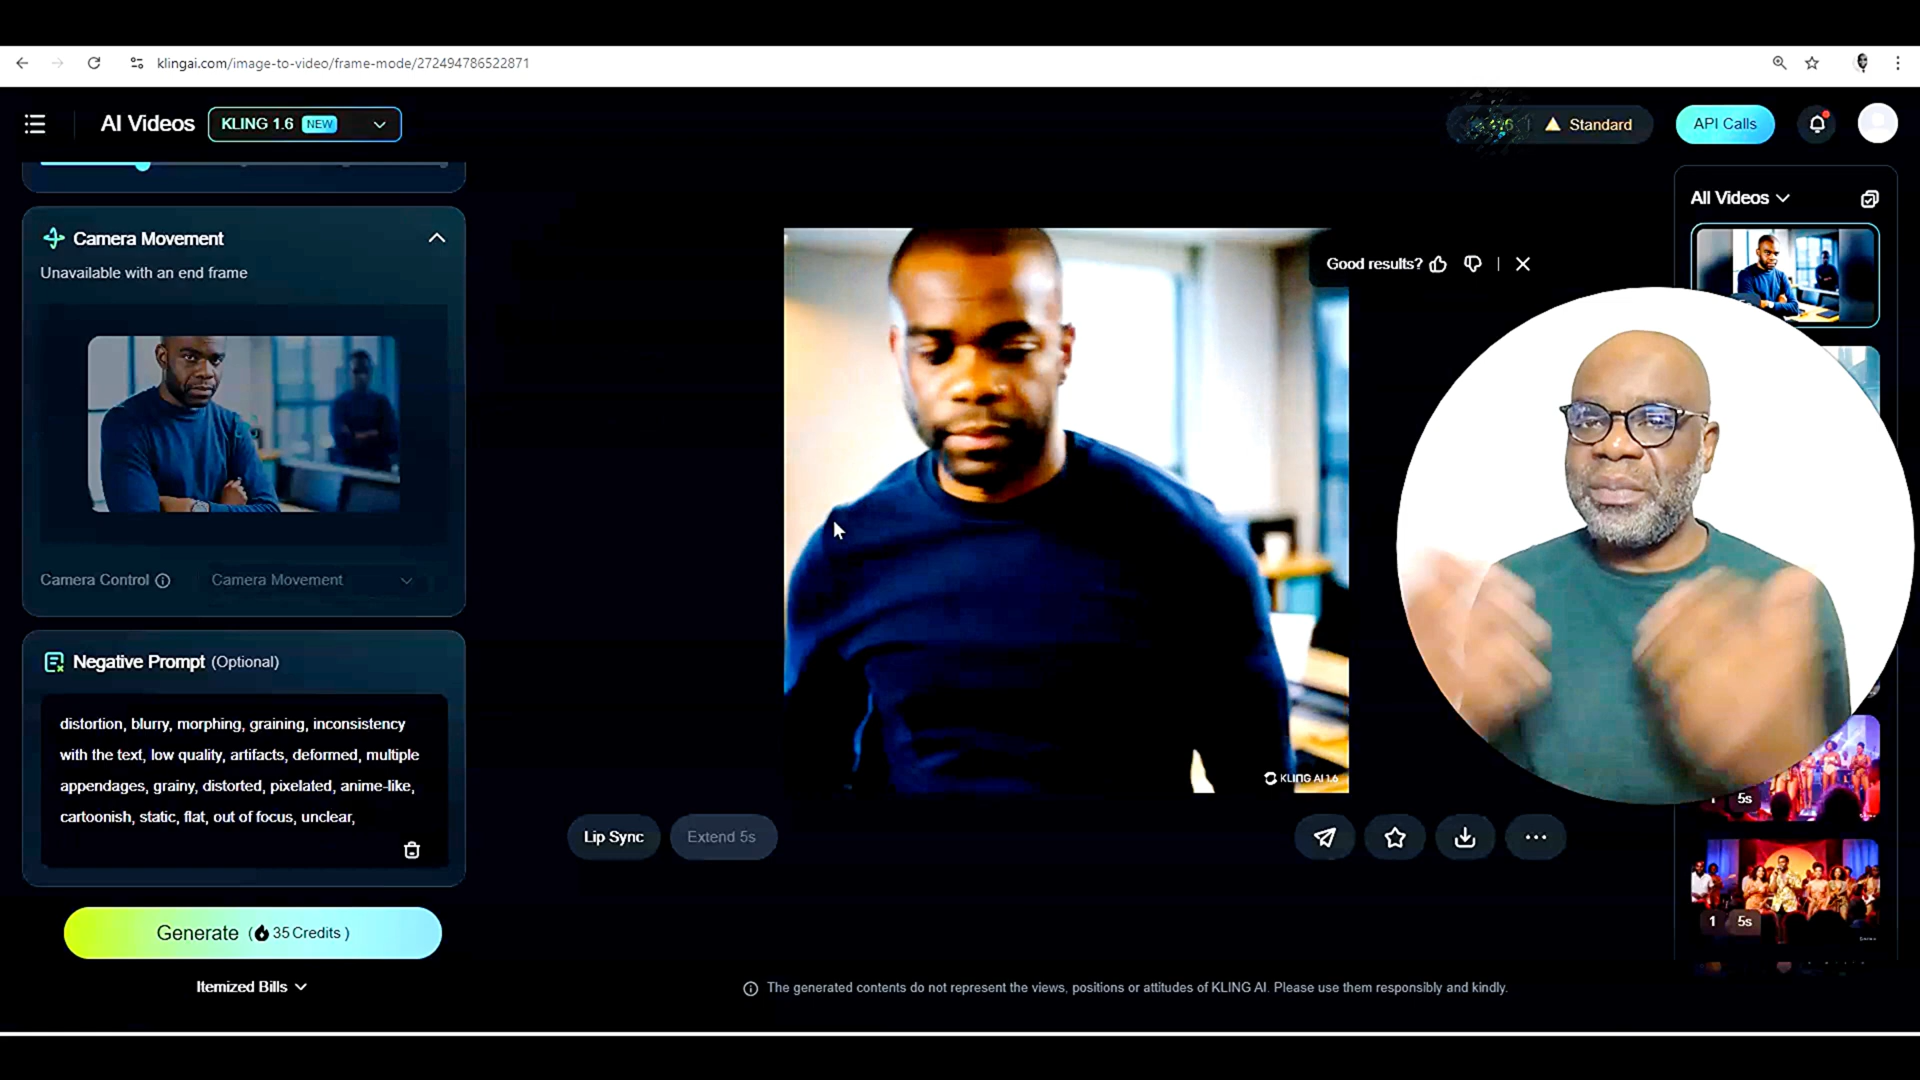 klingai.com/image-to-video/frame-mode/272494786522871
AI Videos
KLING 1.6 NEW
Standard
API Calls
Camera Movement
Unavailable with an end frame
Camera Control
Camera Movement
Negative Prompt (Optional)
distortion, blurry, morphing, graining, inconsistency
with the text, low quality, artifacts, deformed, multiple
appendages, grainy, distorted, pixelated, anime-like,
cartoonish, static, flat, out of focus, unclear,
Generate ( 35 Credits )
Itemized Bills
Good results?
KLING AI 1.6
Lip Sync
Extend 5s
The generated contents do not represent the views, positions or attitudes of KLING AI. Please use them responsibly and kindly.
All Videos
5s
1 5s